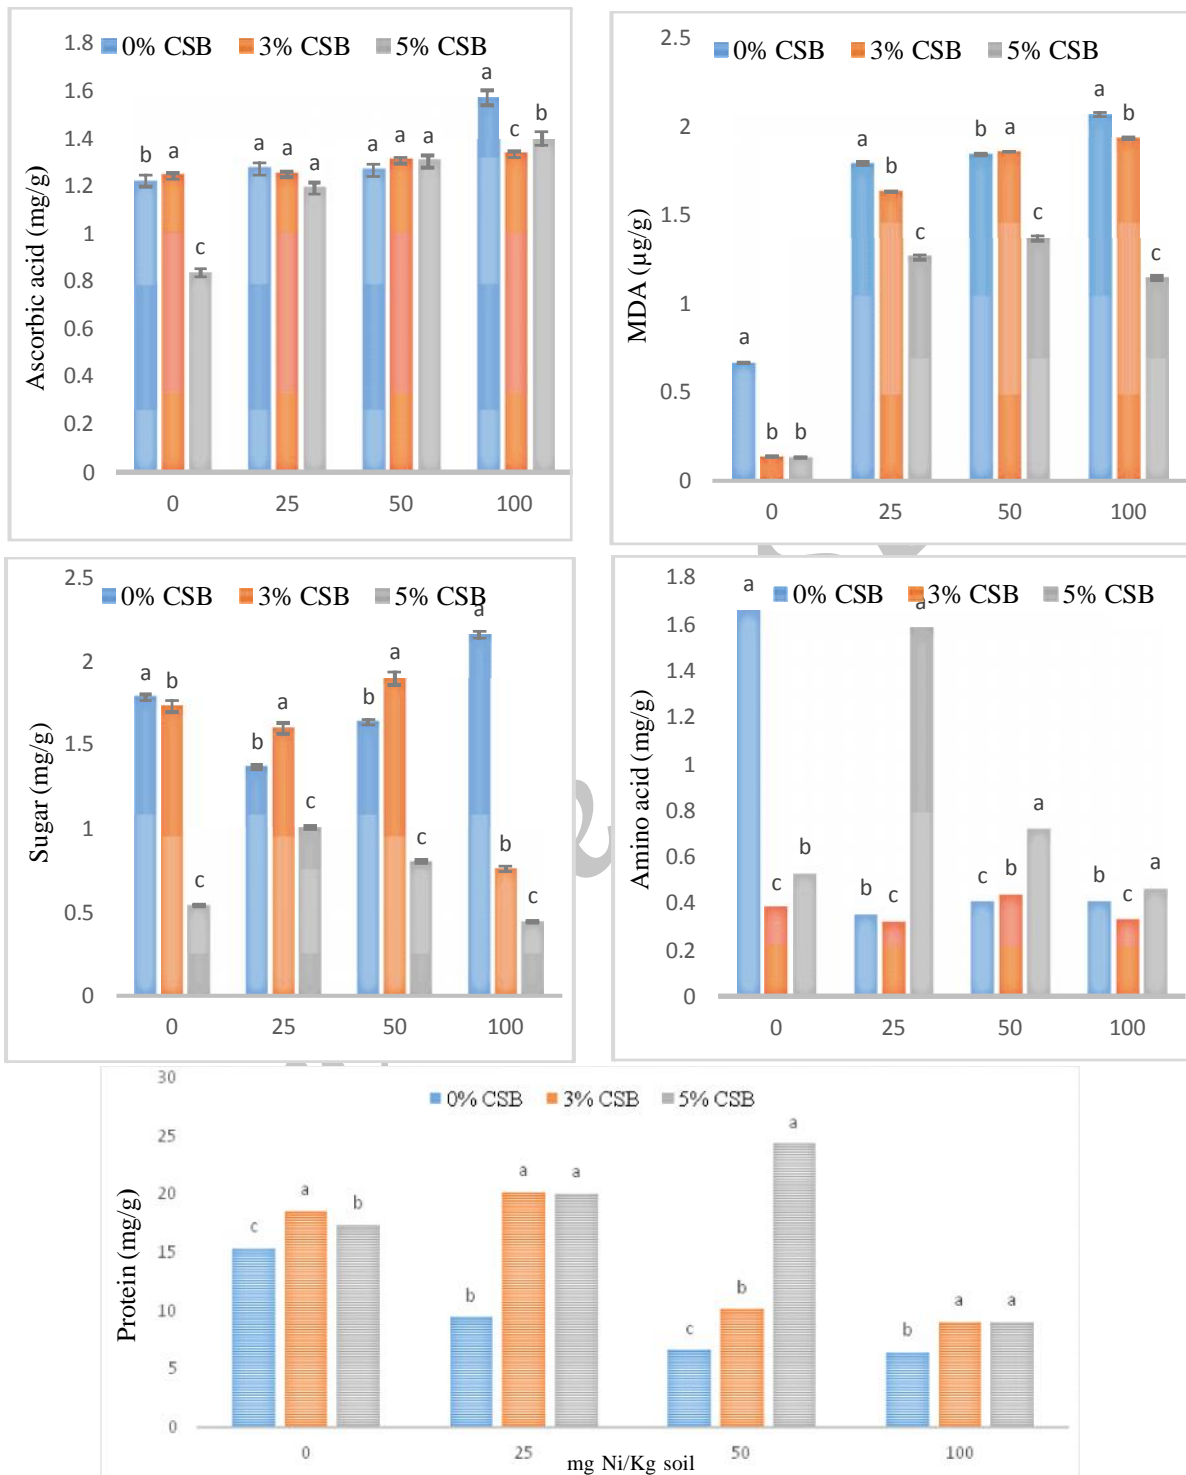 1.8
0% CSB 3% CSB 5% CSB
1.6
1.4
1.2
1
0.8
0.6
0.4
0.2
0
Ascorbic acid (mg/g)
b a c
a a a
a a a
a c b
0 25 50 100
2.5
0% CSB 3% CSB 5% CSB
2
1.5
1
0.5
0
MDA (µg/g)
a b b
a b c
b a c
a b c
0 25 50 100
2.5
0% CSB 3% CSB 5% CSB
2
1.5
1
0.5
0
Sugar (mg/g)
a b c
b a c
b a c
a b c
0 25 50 100
1.8
0% CSB 3% CSB 5% CSB
1.6
1.4
1.2
1
0.8
0.6
0.4
0.2
0
Amino acid (mg/g)
a c b
b c a
c b a
b c a
0 25 50 100
30
0% CSB 3% CSB 5% CSB
25
20
15
10
5
0
Protein (mg/g)
c a b
b a a
c b a
b a a
0 25 50 100
mg Ni/Kg soil